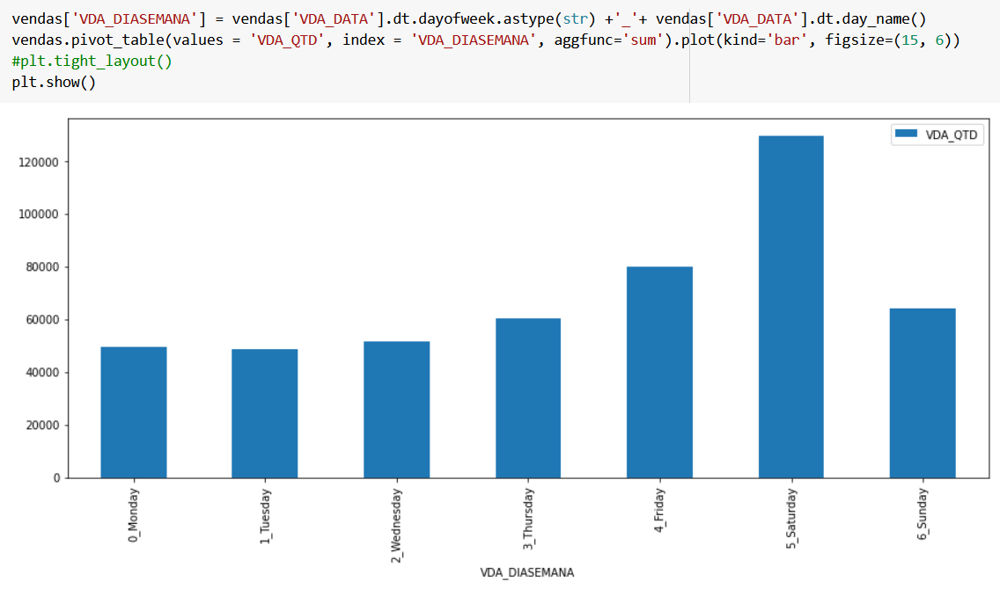 vendas['VDA_DIASEMANA'] = vendas['VDA_DATA'].dt.dayofweek.astype(str) +'_'+ vendas['VDA_DATA'].dt.day_name()
vendas.pivot_table(values = 'VDA_QTD', index = 'VDA_DIASEMANA', aggfunc='sum').plot(kind='bar', figsize=(15, 6))
#plt.tight_layout()
plt.show()
VDA_QTD
120000
100000
80000
60000
40000
20000
0
0_Monday
1_Tuesday
2_Wednesday
3_Thursday
4_Friday
5_Saturday
6_Sunday
VDA_DIASEMANA